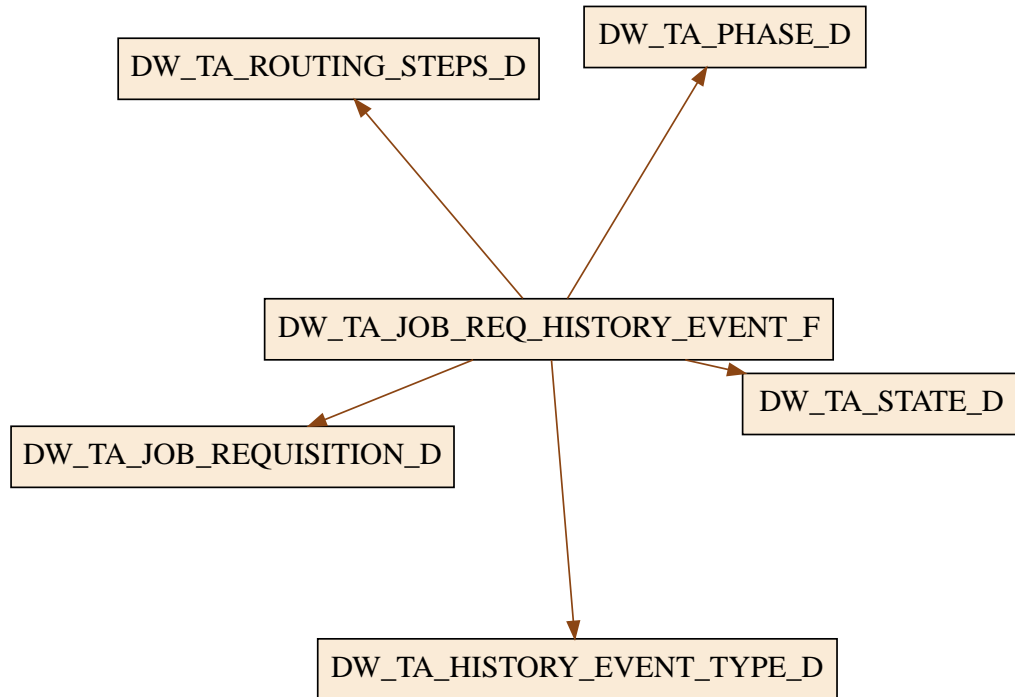 DW_TA_PHASE_D
DW_TA_ROUTING_STEPS_D
DW_TA_JOB_REQ_HISTORY_EVENT_F
DW_TA_STATE_D
DW_TA_JOB_REQUISITION_D
DW_TA_HISTORY_EVENT_TYPE_D